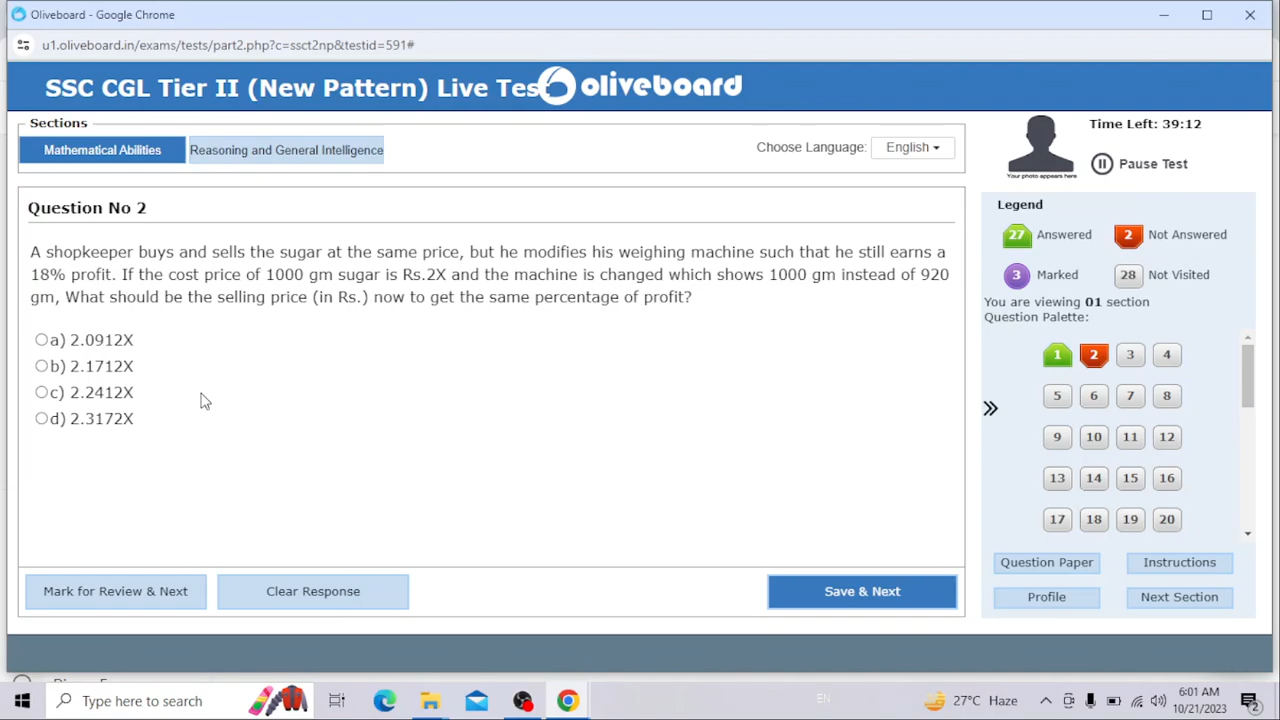 Oliveboard - Google Chrome
u1.oliveboard.in/exams/tests/part2.php?c=ssct2np&testid=591#
SSC CGL Tier II (New Pattern) Live Tes
oliveboard
Sections
Mathematical Abilities
Reasoning and General Intelligence
Choose Language: English
Time Left: 39:12
Pause Test
Your photo appears here
Question No 2
A shopkeeper buys and sells the sugar at the same price, but he modifies his weighing machine such that he still earns a
18% profit. If the cost price of 1000 gm sugar is Rs.2X and the machine is changed which shows 1000 gm instead of 920
gm, What should be the selling price (in Rs.) now to get the same percentage of profit?
a) 2.0912X
b) 2.1712X
c) 2.2412X
d) 2.3172X
Mark for Review & Next
Clear Response
Save & Next
Legend
27 Answered
2 Not Answered
3 Marked
28 Not Visited
You are viewing 01 section
Question Palette:
1 2 3 4
5 6 7 8
9 10 11 12
13 14 15 16
17 18 19 20
Question Paper
Instructions
Profile
Next Section
Type here to search
EN
27°C Haze
6:01 AM
10/21/2023
2